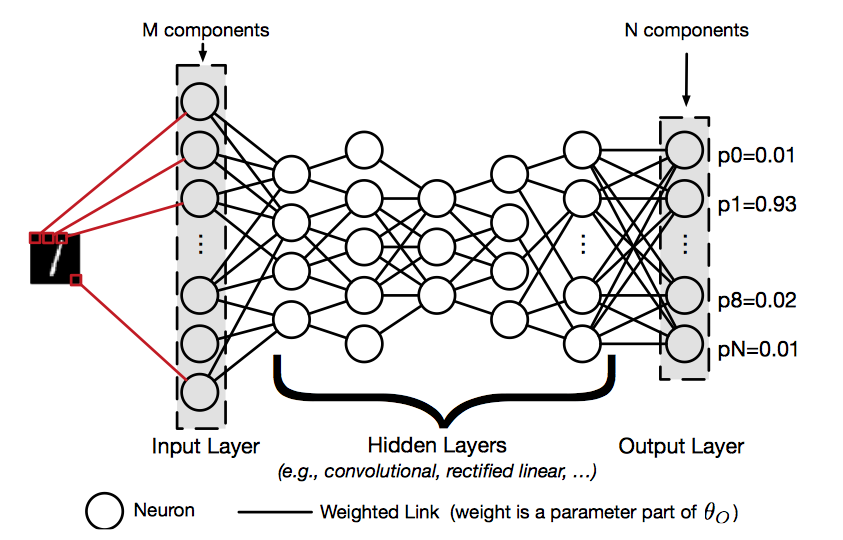 M components
N components
p0=0.01
p1=0.93
p8=0.02
pN=0.01
Input Layer
Hidden Layers
Output Layer
(e.g., convolutional, rectified linear, ...)
Neuron
Weighted Link (weight is a parameter part of θ_O)